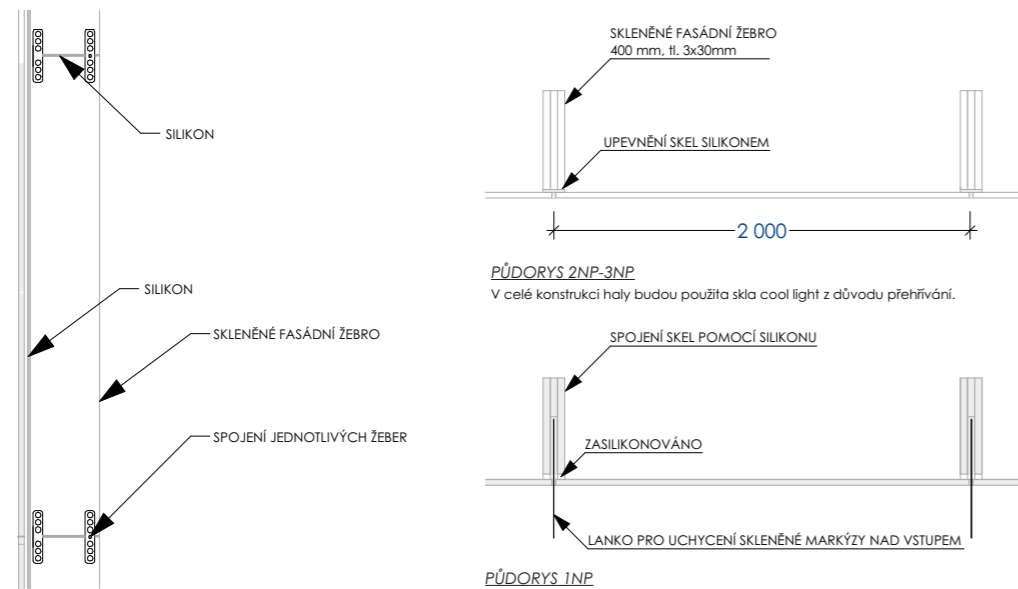 SILIKON
SILIKON
SKLENĚNÉ FASÁDNÍ ŽEBRO
SPOJENÍ JEDNOTLIVÝCH ŽEBER
SKLENĚNÉ FASÁDNÍ ŽEBRO
400 mm, tl. 3x30mm
UPEVNĚNÍ SKEL SILIKONEM
2 000
PŮDORYS 2NP-3NP
V celé konstrukci haly budou použita skla cool light z důvodu přehřívání.
SPOJENÍ SKEL POMOCÍ SILIKONU
ZASILIKONOVÁNO
LANKO PRO UCHYCENÍ SKLENĚNÉ MARKÝZY NAD VSTUPEM
PŮDORYS 1NP